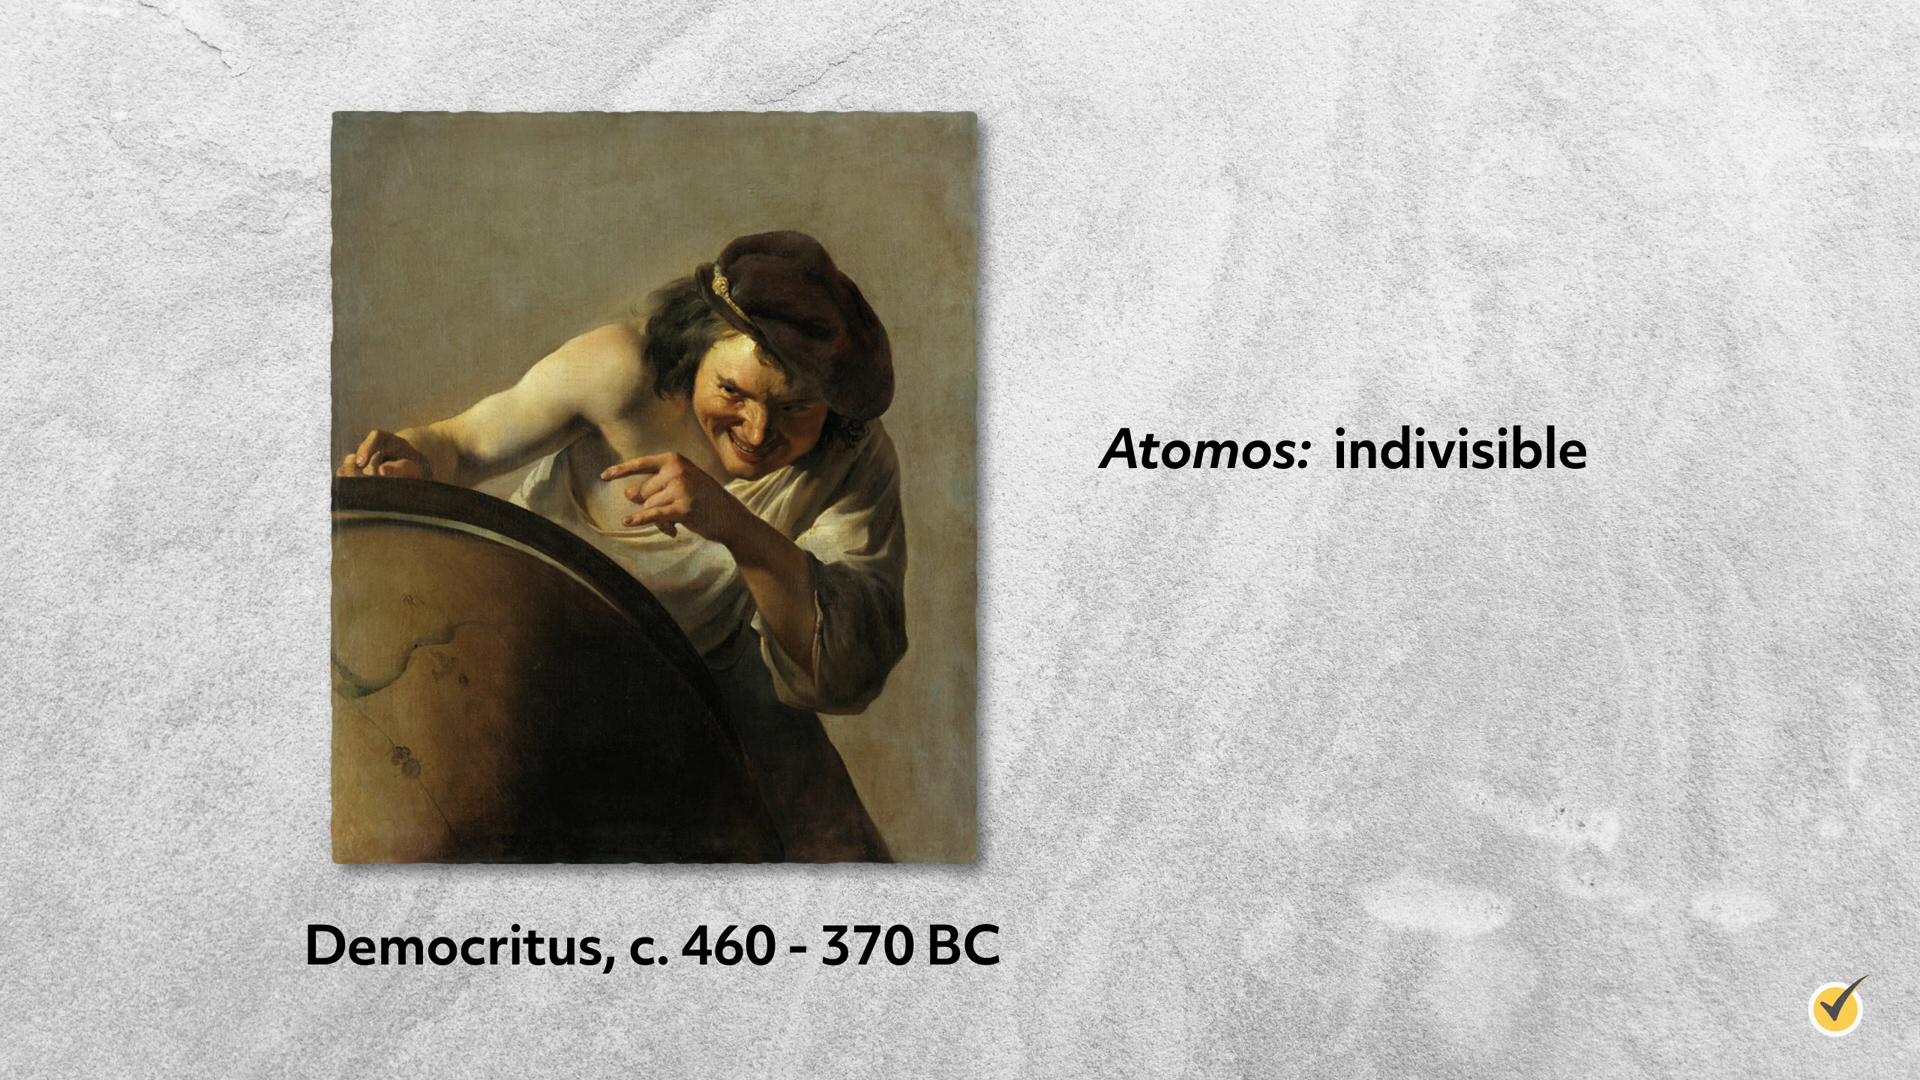 Atomos: indivisible
Democritus, c. 460 - 370 BC